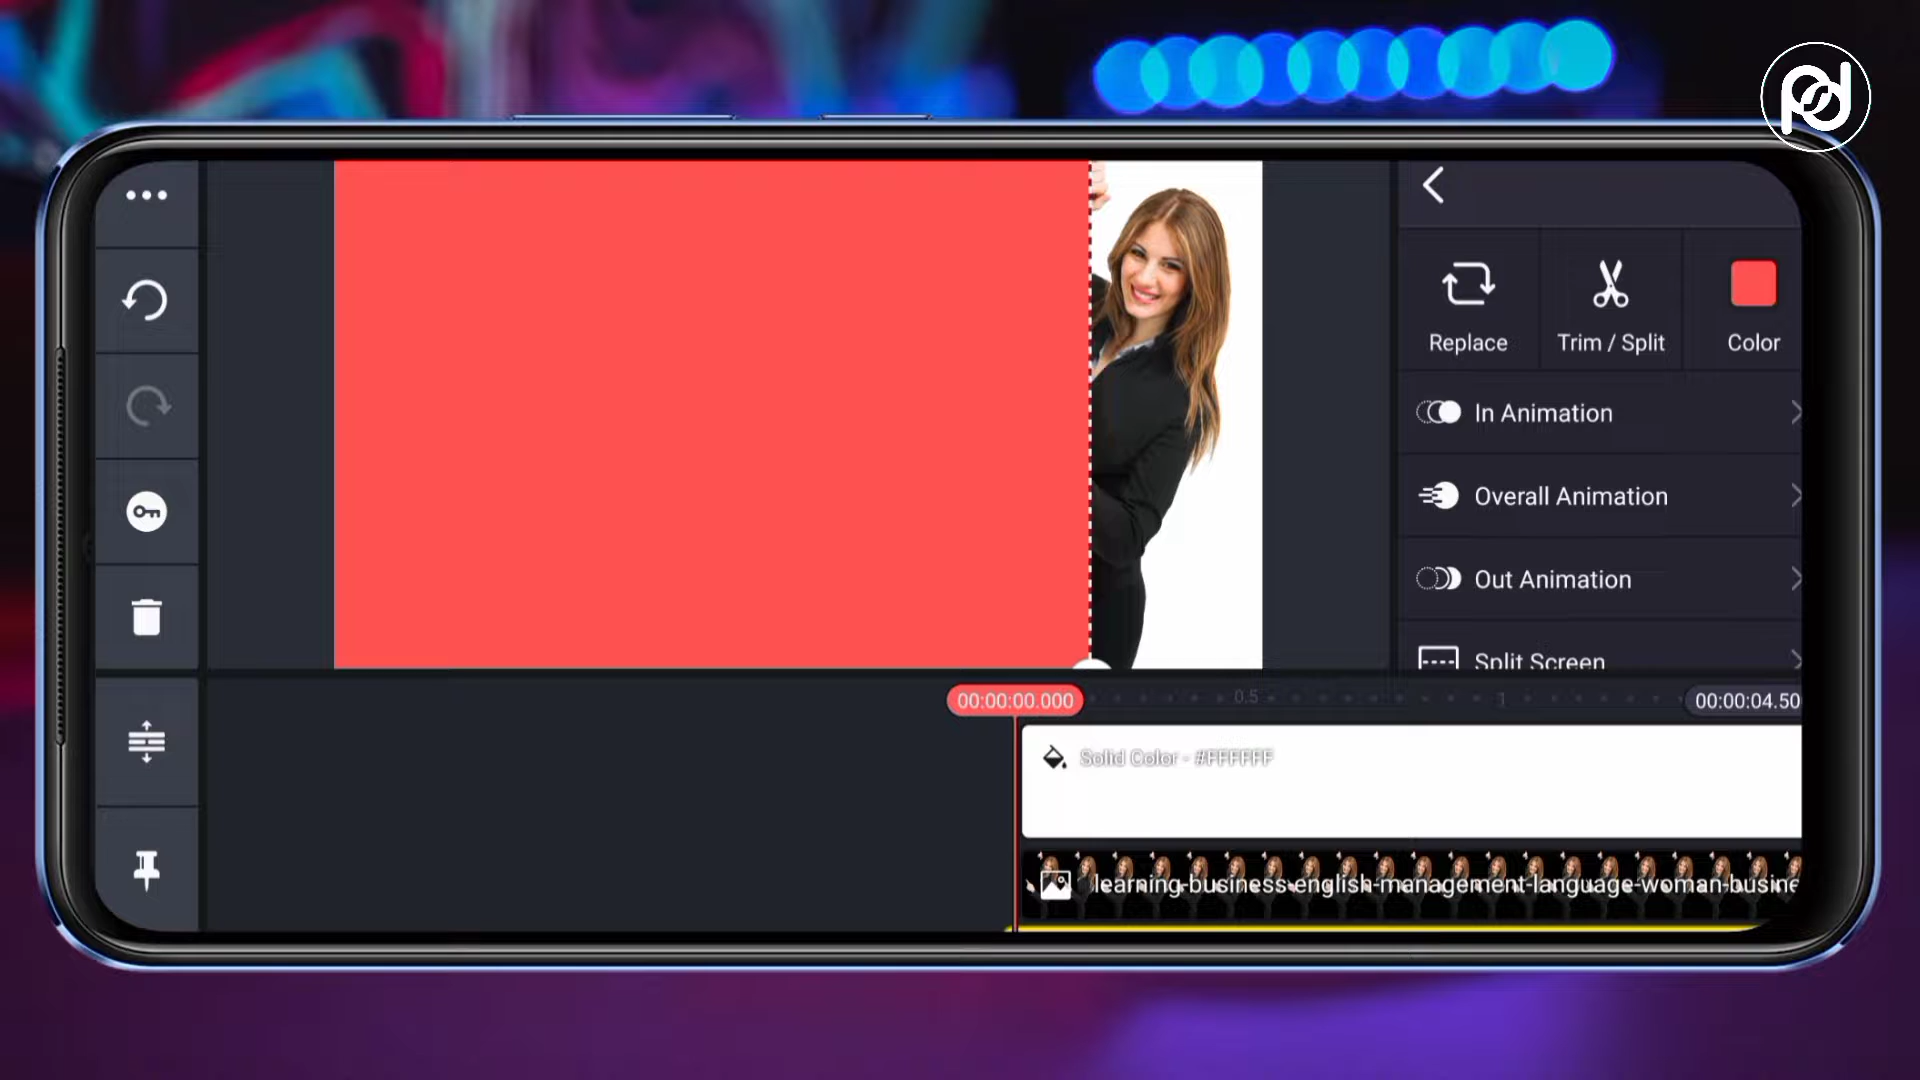 pd
Replace
Trim / Split
Color
In Animation
Overall Animation
Out Animation
Split Screen
00:00:00.000
0.5
1
00:00:04.50
Solid Color - #FFFFFF
learning-business-english-management-language-woman-busine